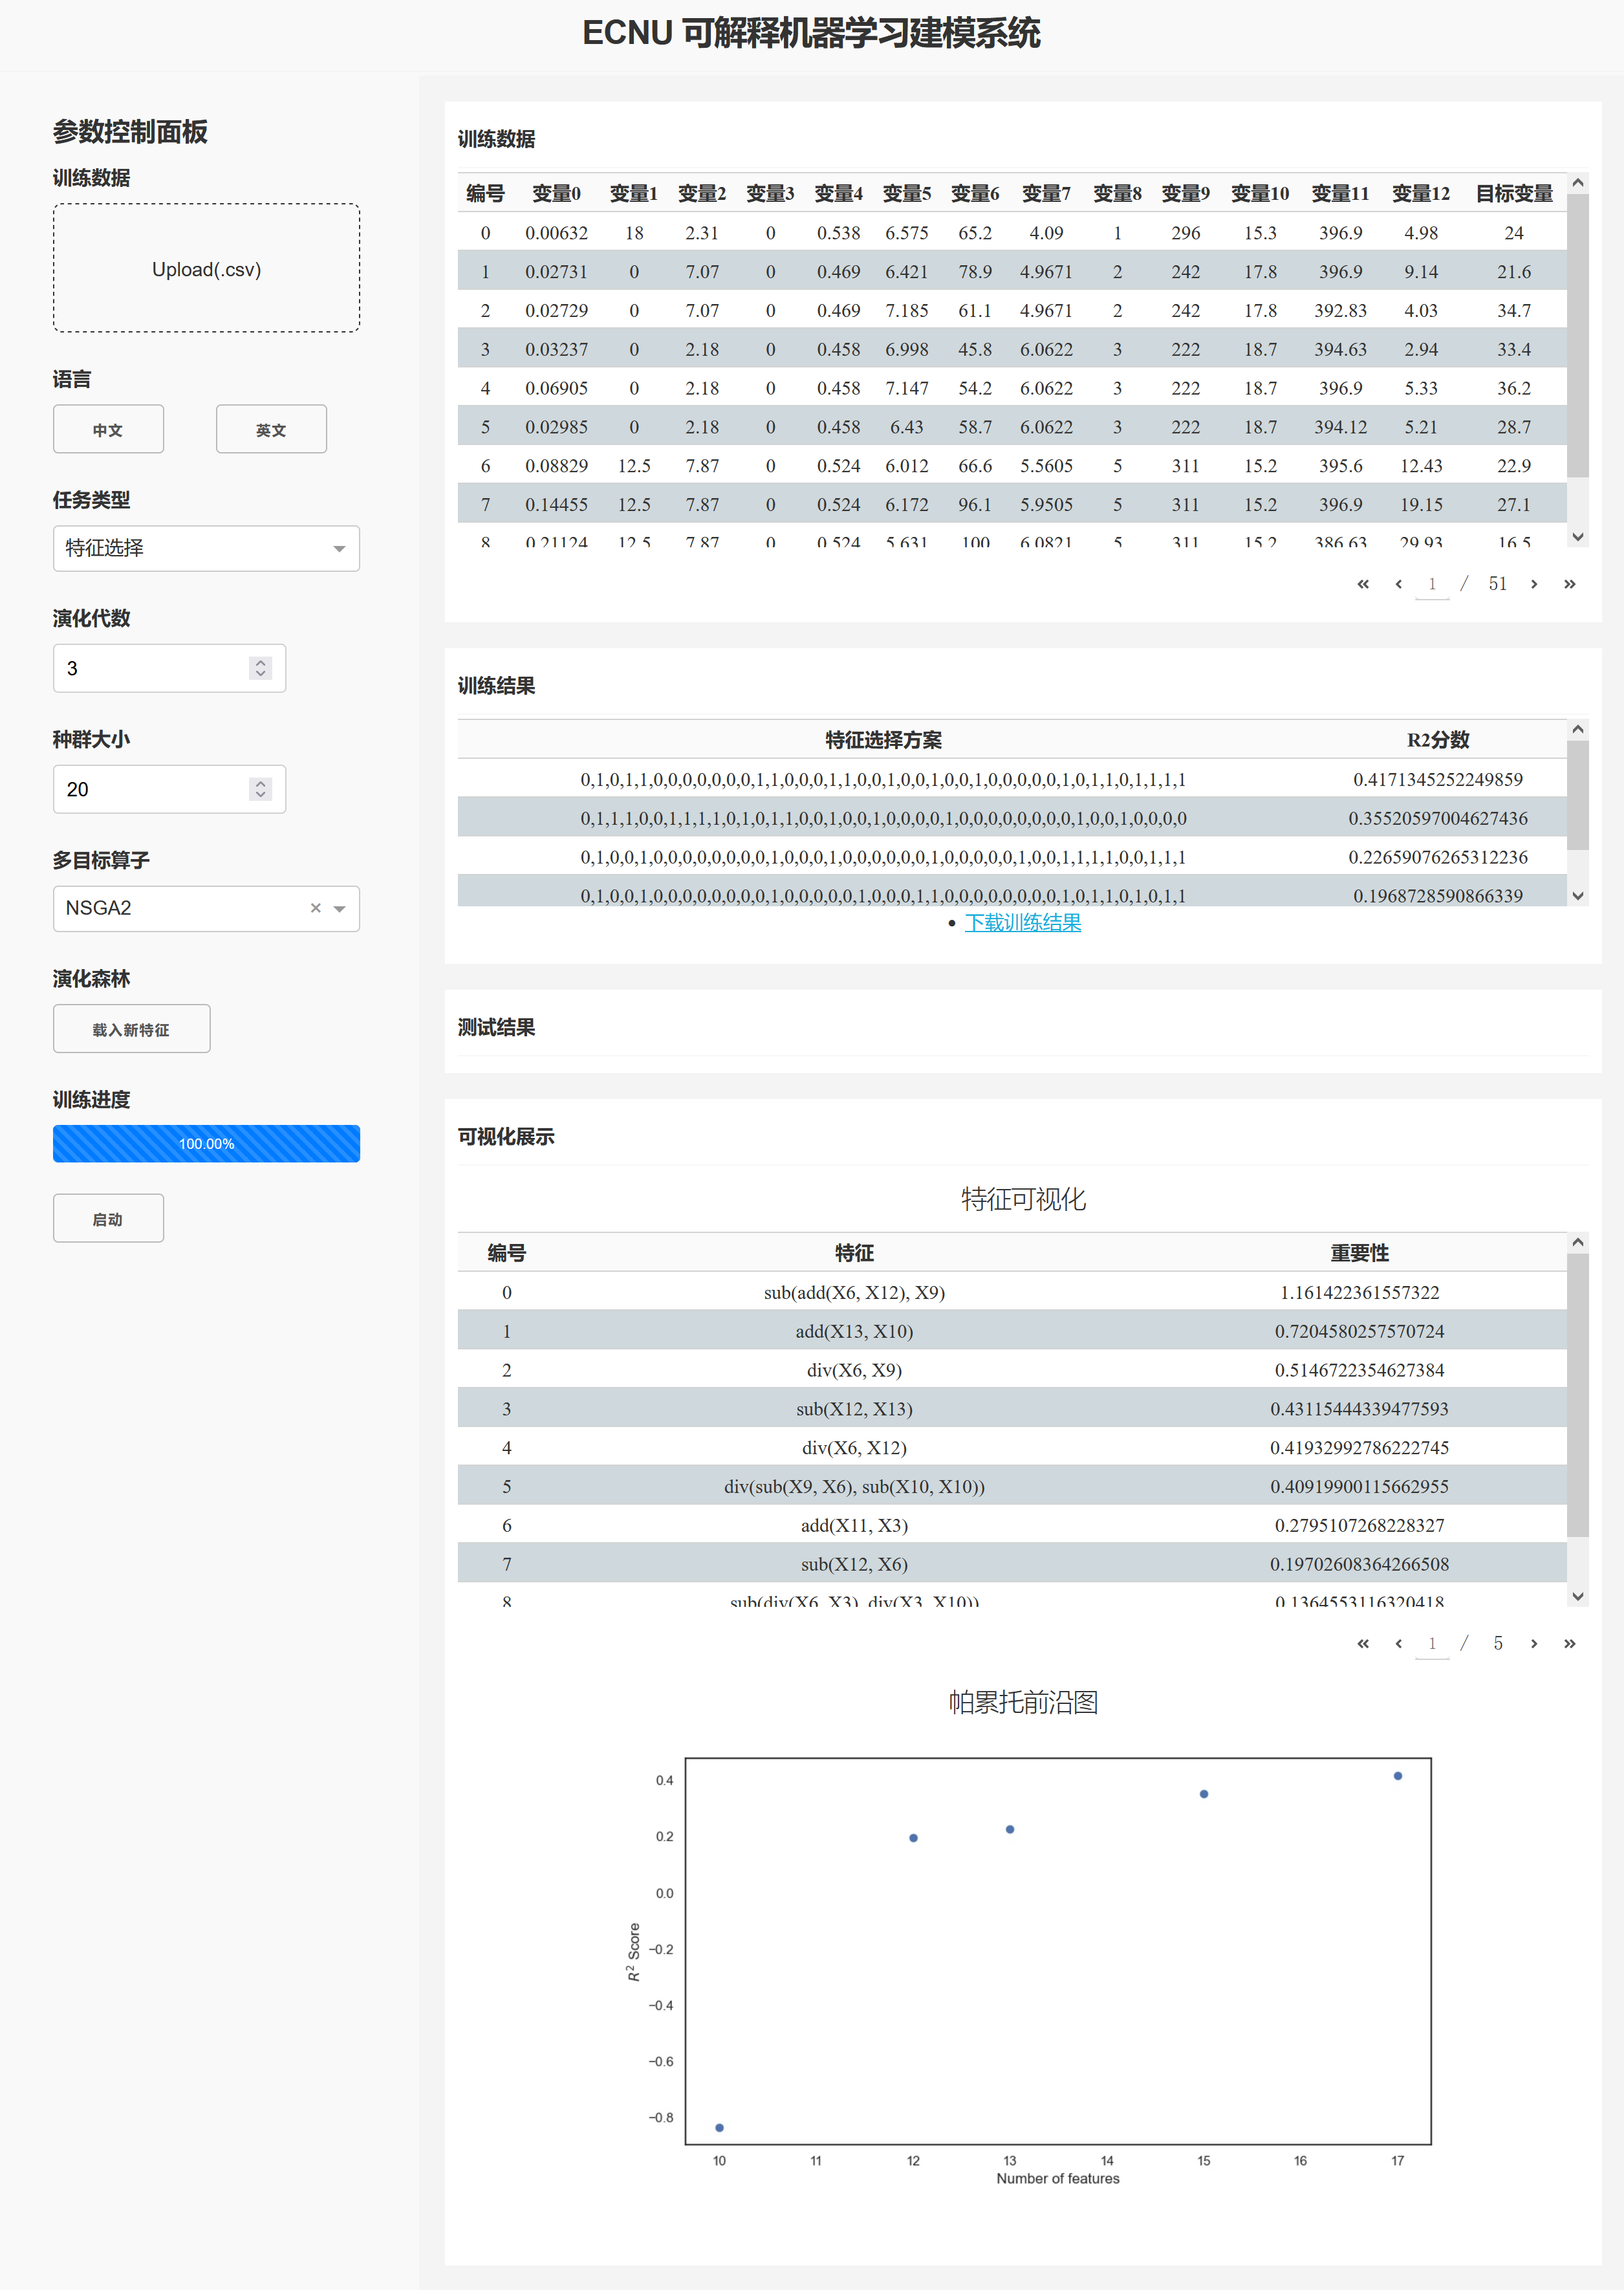 ECNU 可解释机器学习建模系统
参数控制面板
训练数据
Upload(.csv)
语言
中文 英文
任务类型
特征选择
演化代数
3
种群大小
20
多目标算子
NSGA2 ×
演化森林
载入新特征
训练进度
100.00%
启动
训练数据
编号 变量0 变量1 变量2 变量3 变量4 变量5 变量6 变量7 变量8 变量9 变量10 变量11 变量12 目标变量
0 0.00632 18 2.31 0 0.538 6.575 65.2 4.09 1 296 15.3 396.9 4.98 24
1 0.02731 0 7.07 0 0.469 6.421 78.9 4.9671 2 242 17.8 396.9 9.14 21.6
2 0.02729 0 7.07 0 0.469 7.185 61.1 4.9671 2 242 17.8 392.83 4.03 34.7
3 0.03237 0 2.18 0 0.458 6.998 45.8 6.0622 3 222 18.7 394.63 2.94 33.4
4 0.06905 0 2.18 0 0.458 7.147 54.2 6.0622 3 222 18.7 396.9 5.33 36.2
5 0.02985 0 2.18 0 0.458 6.43 58.7 6.0622 3 222 18.7 394.12 5.21 28.7
6 0.08829 12.5 7.87 0 0.524 6.012 66.6 5.5605 5 311 15.2 395.6 12.43 22.9
7 0.14455 12.5 7.87 0 0.524 6.172 96.1 5.9505 5 311 15.2 396.9 19.15 27.1
8 0.21124 12.5 7.87 0 0.524 5.631 100 6.0821 5 311 15.2 386.63 29.93 16.5
« ‹ 1 / 51 › »
训练结果
特征选择方案 R2分数
0,1,0,1,1,0,0,0,0,0,0,0,1,1,0,0,0,1,1,0,0,1,0,0,1,0,0,1,0,0,0,0,0,1,0,1,1,0,1,1,1,1 0.4171345252249859
0,1,1,1,0,0,1,1,1,1,0,1,0,1,1,0,0,1,0,0,1,0,0,0,0,1,0,0,0,0,0,0,0,0,1,0,0,1,0,0,0,0 0.35520597004627436
0,1,0,0,1,0,0,0,0,0,0,0,0,1,0,0,0,1,0,0,0,0,0,0,1,0,0,0,0,0,1,0,0,1,1,1,1,0,0,1,1,1 0.22659076265312236
0,1,0,0,1,0,0,0,0,0,0,0,0,1,0,0,0,0,0,1,0,0,0,1,1,0,0,0,0,0,0,0,0,1,0,1,1,0,1,0,1,1 0.1968728590866339
• 下载训练结果
测试结果
可视化展示
特征可视化
编号 特征 重要性
0 sub(add(X6, X12), X9) 1.161422361557322
1 add(X13, X10) 0.7204580257570724
2 div(X6, X9) 0.5146722354627384
3 sub(X12, X13) 0.43115444339477593
4 div(X6, X12) 0.41932992786222745
5 div(sub(X9, X6), sub(X10, X10)) 0.40919900115662955
6 add(X11, X3) 0.2795107268228327
7 sub(X12, X6) 0.19702608364266508
8 sub(div(X6, X3), div(X3, X10)) 0.1364553116320418
« ‹ 1 / 5 › »
帕累托前沿图
0.4
0.2
0.0
−0.2
−0.4
−0.6
−0.8
R² Score
10 11 12 13 14 15 16 17
Number of features